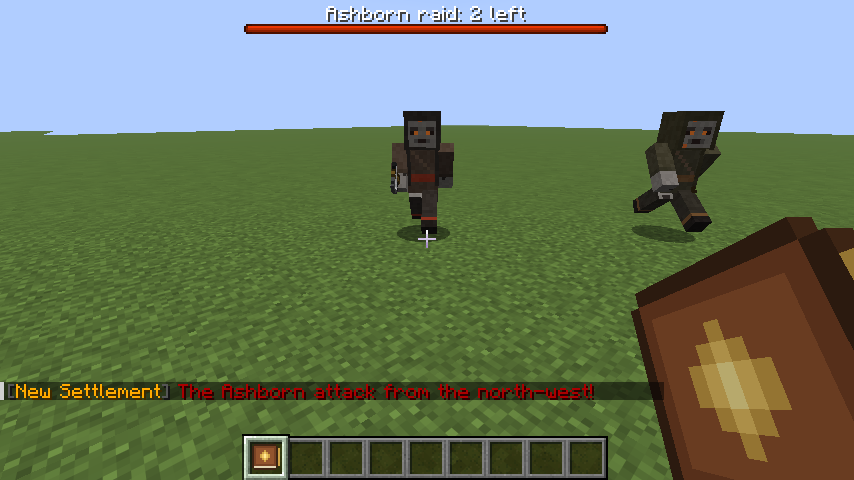 Ashborn raid: 2 left
[New Settlement] The Ashborn attack from the north-west!